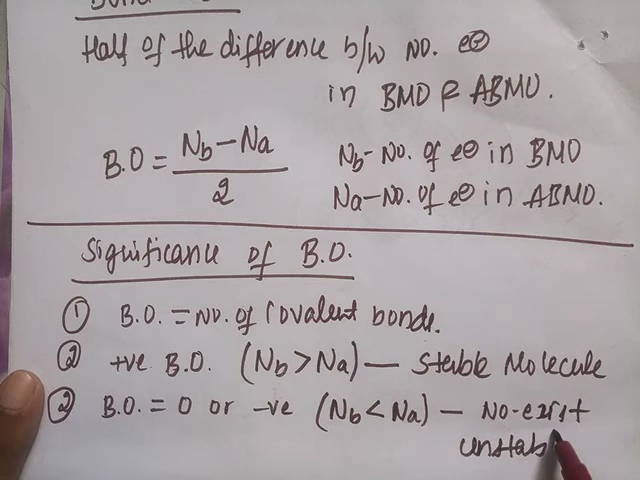 Half of the difference b/w NO. e⊖
in BMO & ABMO.
B.O = Nb - Na / 2
Nb - NO. of e⊖ in BMO
Na - NO. of e⊖ in ABMO.
Significance of B.O.
① B.O. = NO. of Covalent bonds.
② +ve B.O. (Nb > Na) — Stable Molecule
② B.O. = 0 or -ve (Nb < Na) — NO-exist
unstab